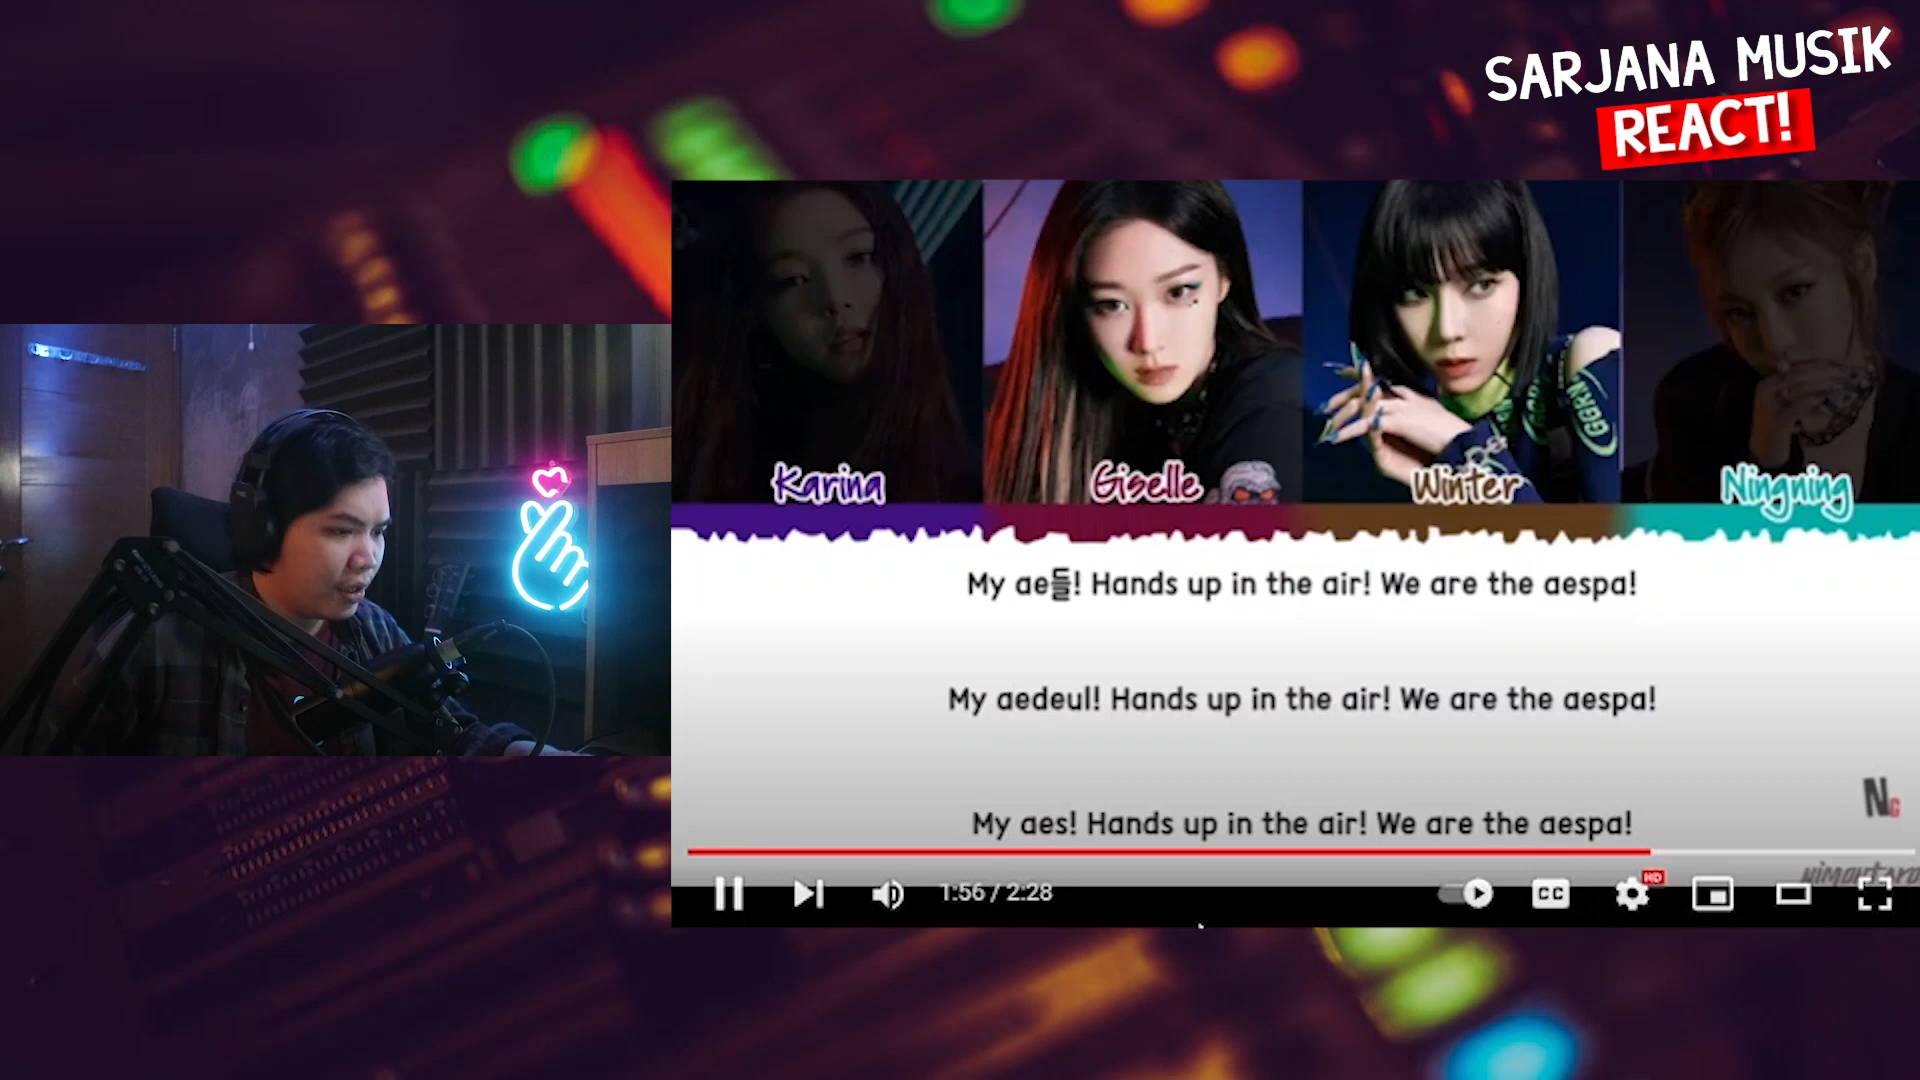 SARJANA MUSIK
REACT!
Karina
Giselle
Winter
Ningning
My ae들! Hands up in the air! We are the aespa!
My aedeul! Hands up in the air! We are the aespa!
My aes! Hands up in the air! We are the aespa!
1:56 / 2:28
CC
HD